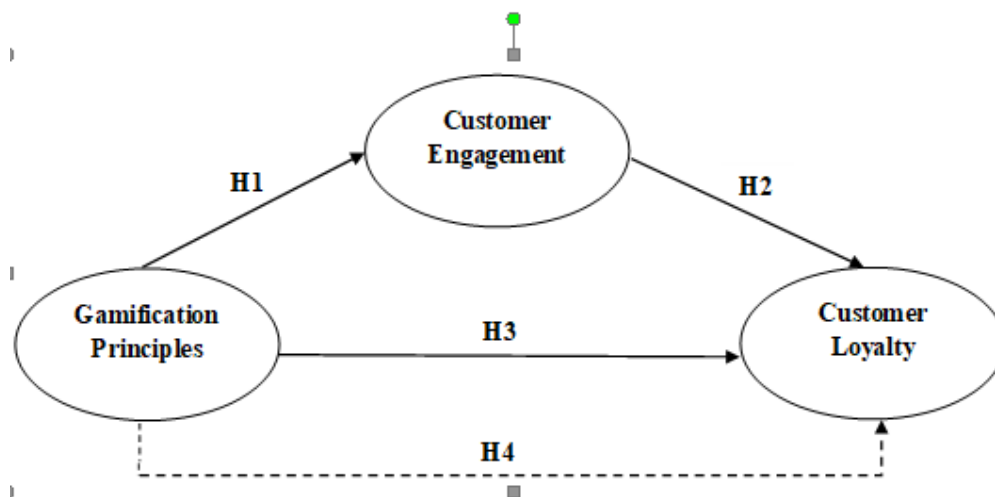 Customer
Engagement
H1
H2
Gamification
Principles
H3
Customer
Loyalty
H4